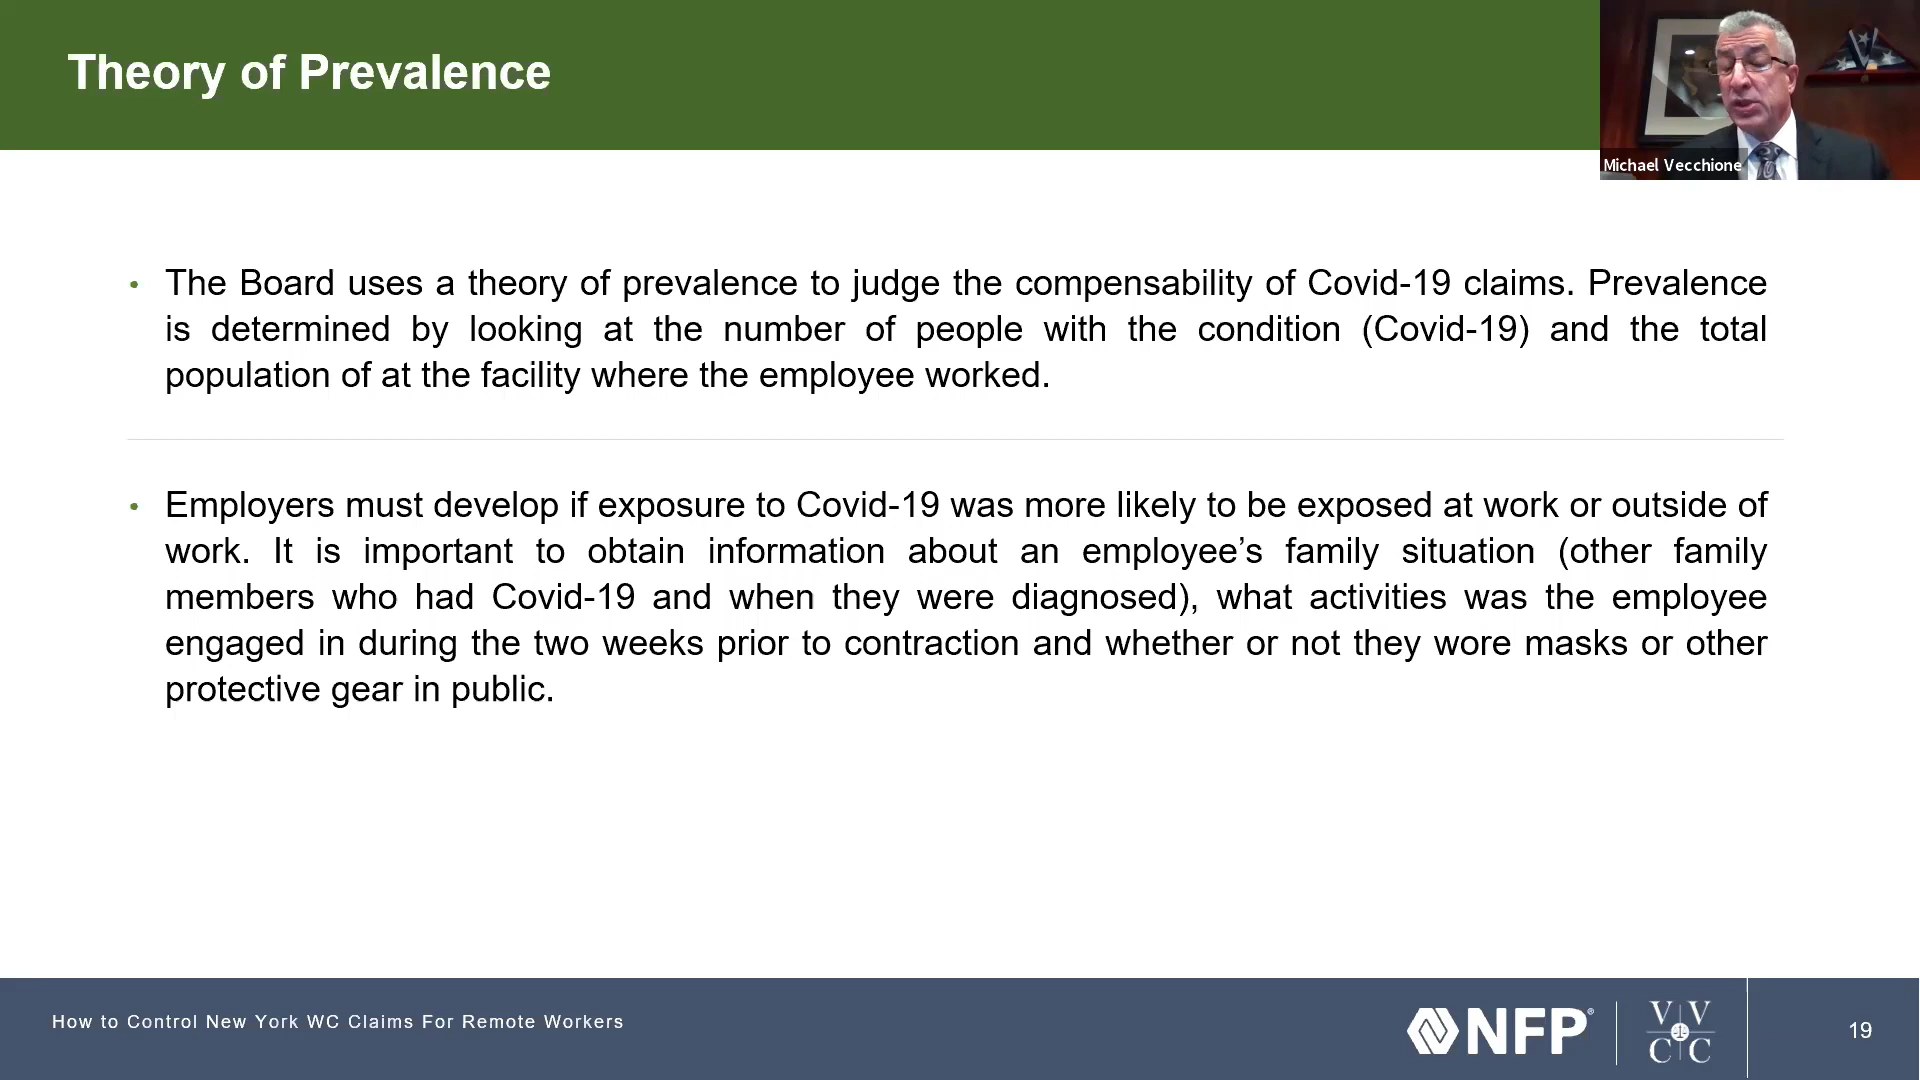 Theory of Prevalence
Michael Vecchione
• The Board uses a theory of prevalence to judge the compensability of Covid-19 claims. Prevalence
is determined by looking at the number of people with the condition (Covid-19) and the total
population of at the facility where the employee worked.
• Employers must develop if exposure to Covid-19 was more likely to be exposed at work or outside of
work. It is important to obtain information about an employee’s family situation (other family
members who had Covid-19 and when they were diagnosed), what activities was the employee
engaged in during the two weeks prior to contraction and whether or not they wore masks or other
protective gear in public.
How to Control New York WC Claims For Remote Workers
NFP®
V V
C C
19